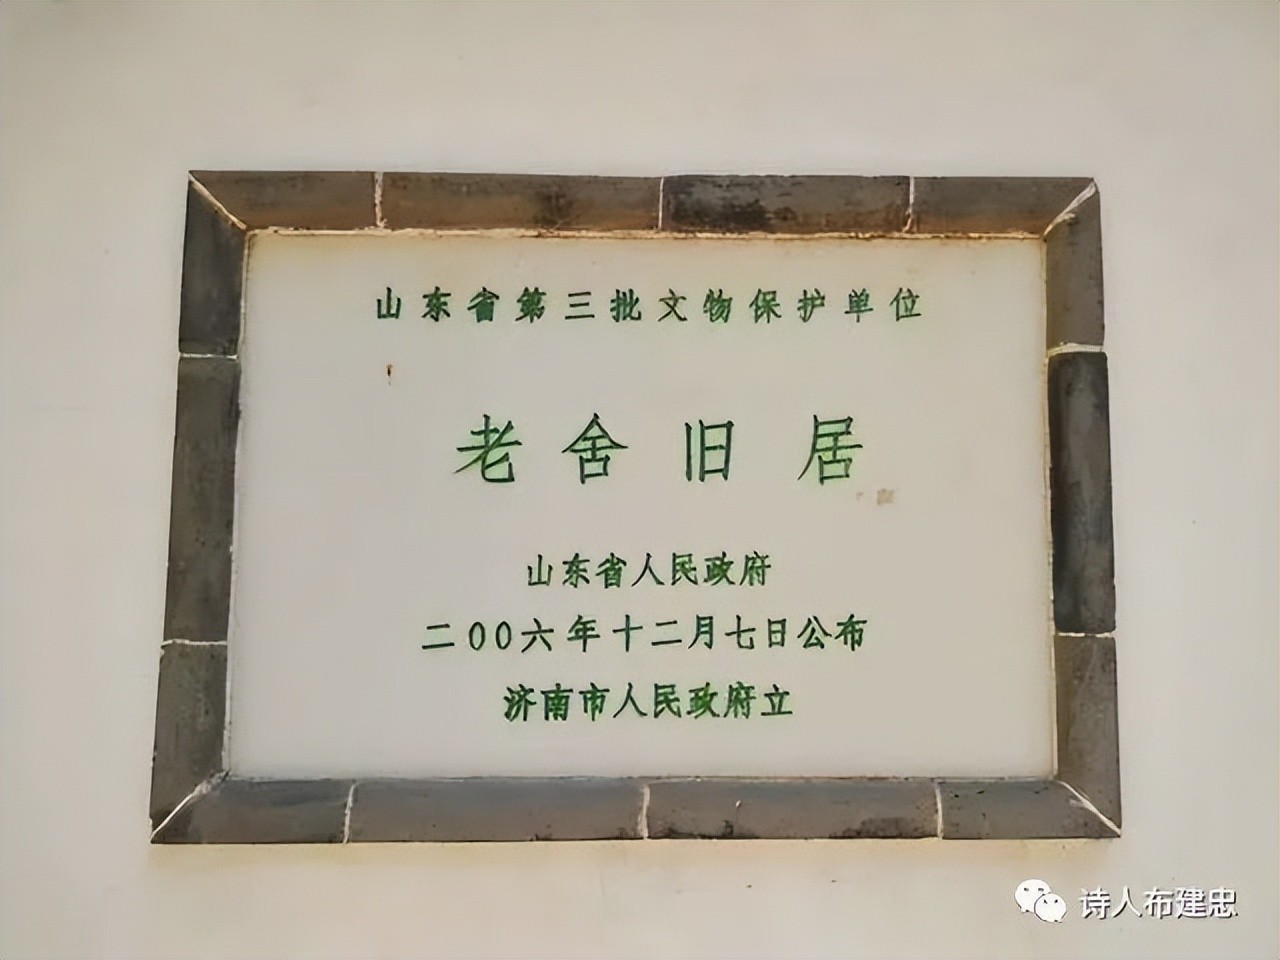 山东省第三批文物保护单位
老舍旧居
山东省人民政府
二00六年十二月七日公布
济南市人民政府立
诗人布建忠